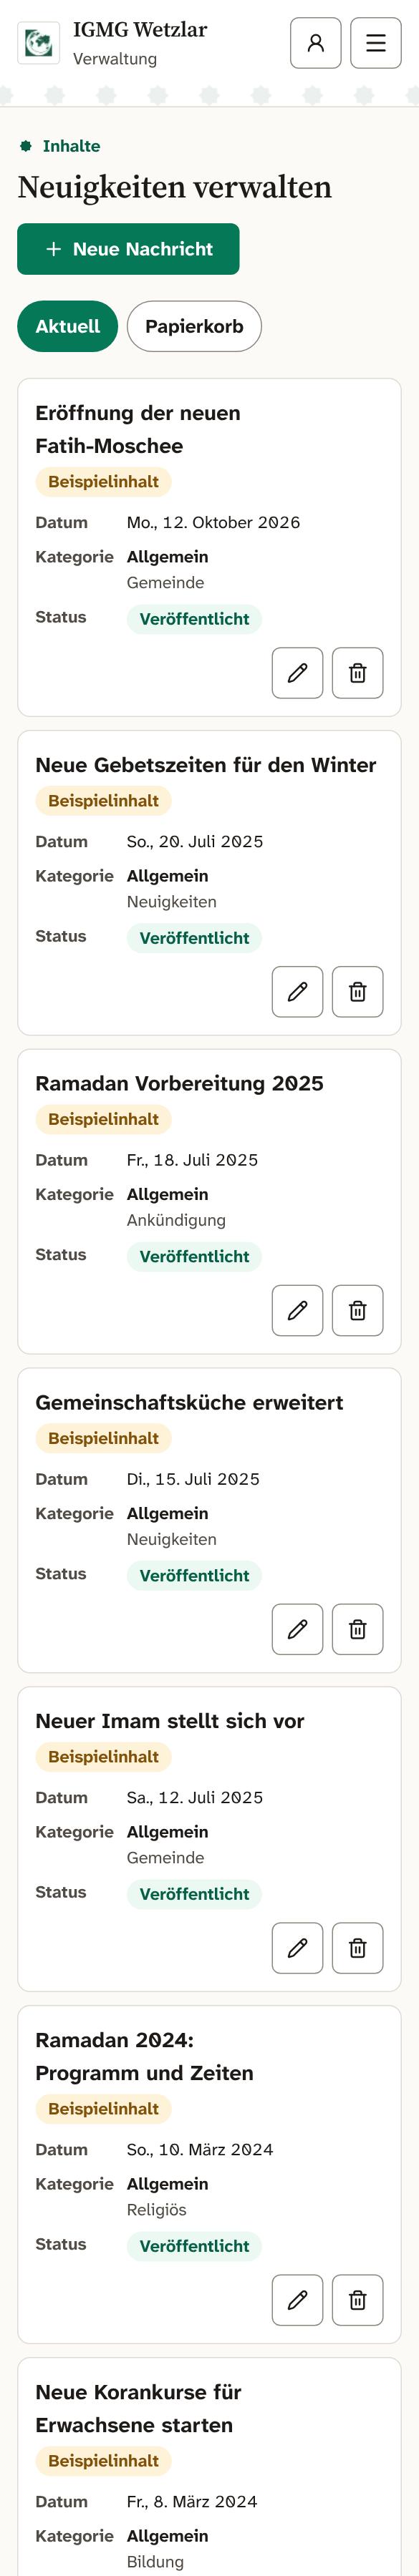 IGMG Wetzlar
Verwaltung
Inhalte
Neuigkeiten verwalten
+ Neue Nachricht
Aktuell
Papierkorb
Eröffnung der neuen
Fatih-Moschee
Beispielinhalt
Datum Mo., 12. Oktober 2026
Kategorie Allgemein
Gemeinde
Status Veröffentlicht
Neue Gebetszeiten für den Winter
Beispielinhalt
Datum So., 20. Juli 2025
Kategorie Allgemein
Neuigkeiten
Status Veröffentlicht
Ramadan Vorbereitung 2025
Beispielinhalt
Datum Fr., 18. Juli 2025
Kategorie Allgemein
Ankündigung
Status Veröffentlicht
Gemeinschaftsküche erweitert
Beispielinhalt
Datum Di., 15. Juli 2025
Kategorie Allgemein
Neuigkeiten
Status Veröffentlicht
Neuer Imam stellt sich vor
Beispielinhalt
Datum Sa., 12. Juli 2025
Kategorie Allgemein
Gemeinde
Status Veröffentlicht
Ramadan 2024:
Programm und Zeiten
Beispielinhalt
Datum So., 10. März 2024
Kategorie Allgemein
Religiös
Status Veröffentlicht
Neue Korankurse für
Erwachsene starten
Beispielinhalt
Datum Fr., 8. März 2024
Kategorie Allgemein
Bildung